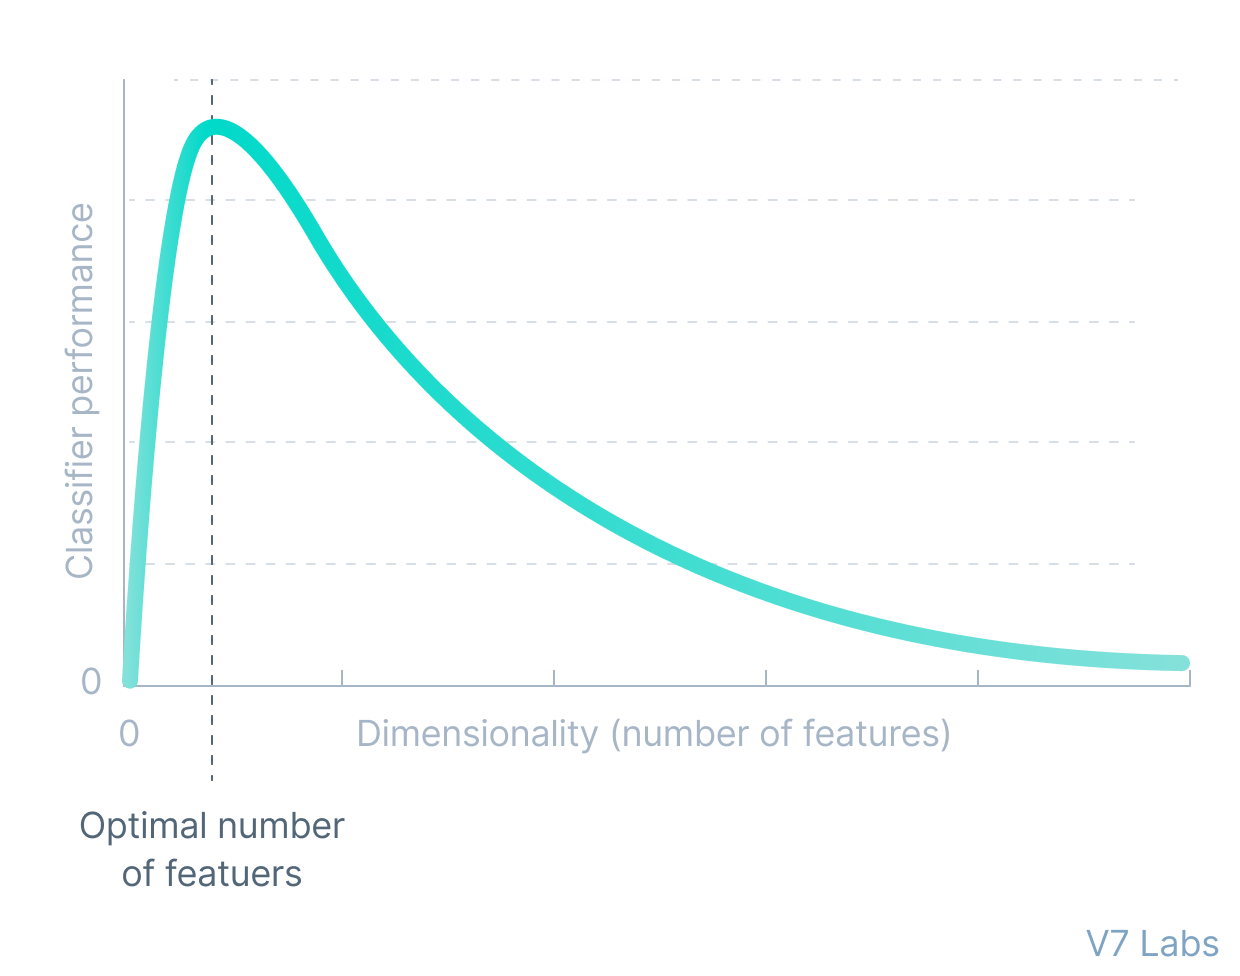 Classifier performance
0
0
Dimensionality (number of features)
Optimal number
of featuers
V7 Labs